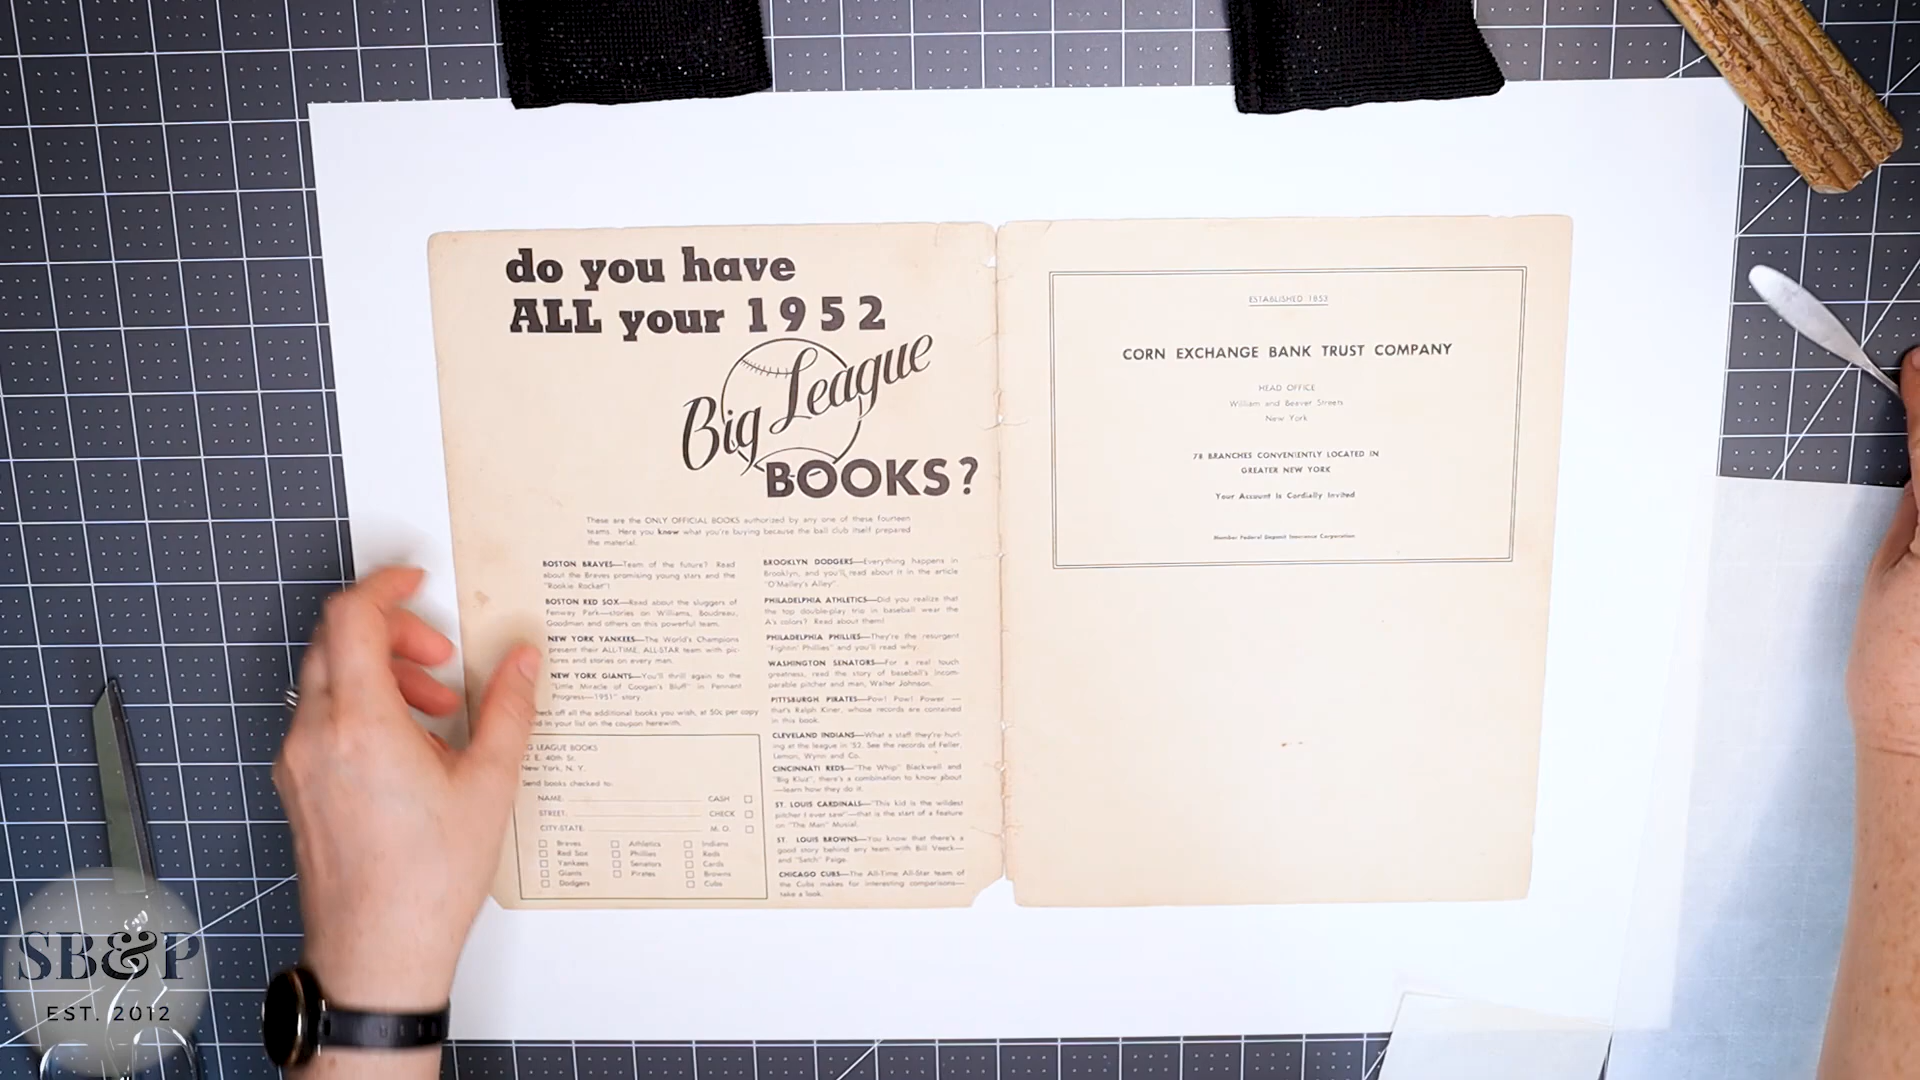 do you have
ALL your 1952
Big League
BOOKS?
These are the ONLY OFFICIAL BOOKS authorized by any one of these fourteen
teams. Here you know what you're buying because the ball club itself prepared
the material.
BOSTON BRAVES—Team of the future? Read
about the Braves promising young stars and the
"Rookie Rocket"!
BOSTON RED SOX—Read about the sluggers of
Fenway Park—stories on Williams, Boudreau,
Goodman and others on this powerful team.
NEW YORK YANKEES—The World's Champions
present their ALL-TIME, ALL-STAR team with pic-
tures and stories on every man.
NEW YORK GIANTS—You'll thrill again to the
"Little Miracle of Coogan's Bluff" in Pennant
Progress—1951" story.
heck off all the additional books you wish, at 50c per copy
nd in your list on the coupon herewith.
G LEAGUE BOOKS
2 E. 40th St.
New York, N. Y.
Send books checked to:
NAME: CASH
STREET: CHECK
CITY-STATE: M. O.
Braves Athletics Indians
Red Sox Phillies Reds
Yankees Senators Cards
Giants Pirates Browns
Dodgers Cubs
BROOKLYN DODGERS—Everything happens in
Brooklyn, and you'll read about it in the article
"O'Malley's Alley".
PHILADELPHIA ATHLETICS—Did you realize that
the top double-play trio in baseball wear the
A's colors? Read about them!
PHILADELPHIA PHILLIES—They're the resurgent
"Fightin' Phillies" and you'll read why.
WASHINGTON SENATORS—For a real touch
greatness, read the story of baseball's incom-
parable pitcher and man, Walter Johnson.
PITTSBURGH PIRATES—Pow! Pow! Power —
that's Ralph Kiner, whose records are contained
in this book.
CLEVELAND INDIANS—What a staff they're hurl-
ing at the league in '52. See the records of Feller,
Lemon, Wynn and Co.
CINCINNATI REDS—"The Whip" Blackwell and
"Big Klu", there's a combination to know about
—learn how they do it.
ST. LOUIS CARDINALS—"This kid is the wildest
pitcher I ever saw"—that is the start of a feature
on "The Man" Musial.
ST. LOUIS BROWNS—You know that there's a
good story behind any team with Bill Veeck—
and "Satch" Paige.
CHICAGO CUBS—The All-Time All-Star team of
the Cubs makes for interesting comparisons—
take a look.
ESTABLISHED 1853
CORN EXCHANGE BANK TRUST COMPANY
HEAD OFFICE
William and Beaver Streets
New York
78 BRANCHES CONVENIENTLY LOCATED IN
GREATER NEW YORK
Your Account Is Cordially Invited
Member Federal Deposit Insurance Corporation
SB&P
EST. 2012